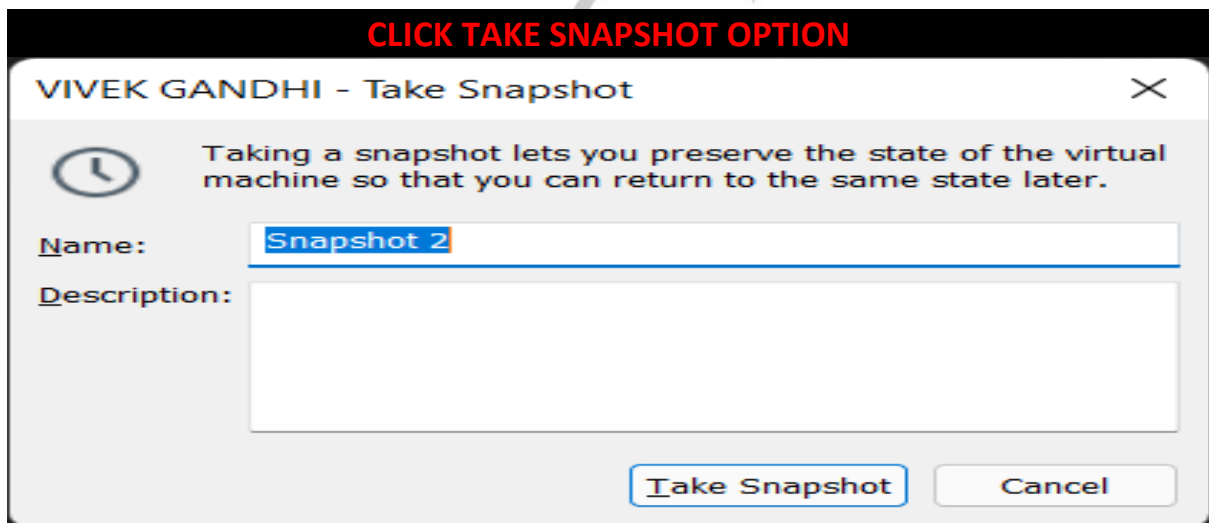 CLICK TAKE SNAPSHOT OPTION
VIVEK GANDHI - Take Snapshot
Taking a snapshot lets you preserve the state of the virtual
machine so that you can return to the same state later.
Name:
Snapshot 2
Description:
Take Snapshot
Cancel